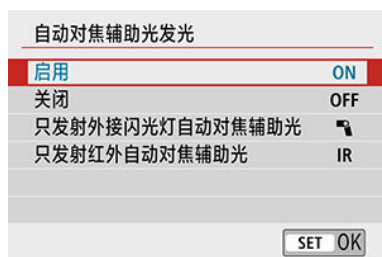 自动对焦辅助光发光
启用 ON
关闭 OFF
只发射外接闪光灯自动对焦辅助光
只发射红外自动对焦辅助光 IR
SET OK